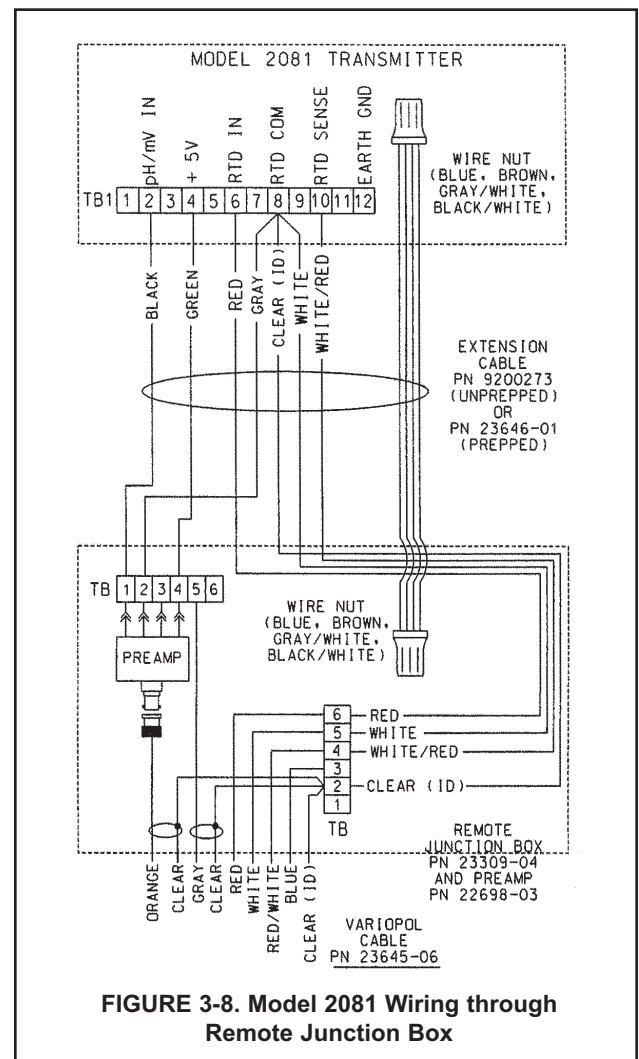 MODEL 2081 TRANSMITTER
pH/mV IN
+ 5V
RTD IN
RTD COM
RTD SENSE
EARTH GND
TB1 1 2 3 4 5 6 7 8 9 10 11 12
WIRE NUT
(BLUE, BROWN,
GRAY/WHITE,
BLACK/WHITE)
BLACK
GREEN
RED
GRAY
CLEAR (ID)
WHITE
WHITE/RED
EXTENSION
CABLE
PN 9200273
(UNPREPPED)
OR
PN 23646-01
(PREPPED)
TB 1 2 3 4 5 6
PREAMP
WIRE NUT
(BLUE, BROWN,
GRAY/WHITE,
BLACK/WHITE)
6 RED
5 WHITE
4 WHITE/RED
3
2 CLEAR (ID)
1
TB
REMOTE
JUNCTION BOX
PN 23309-04
AND PREAMP
PN 22698-03
ORANGE
CLEAR
GRAY
CLEAR
RED
WHITE
RED/WHITE
BLUE
CLEAR (ID)
VARIOPOL
CABLE
PN 23645-06
FIGURE 3-8. Model 2081 Wiring through
Remote Junction Box